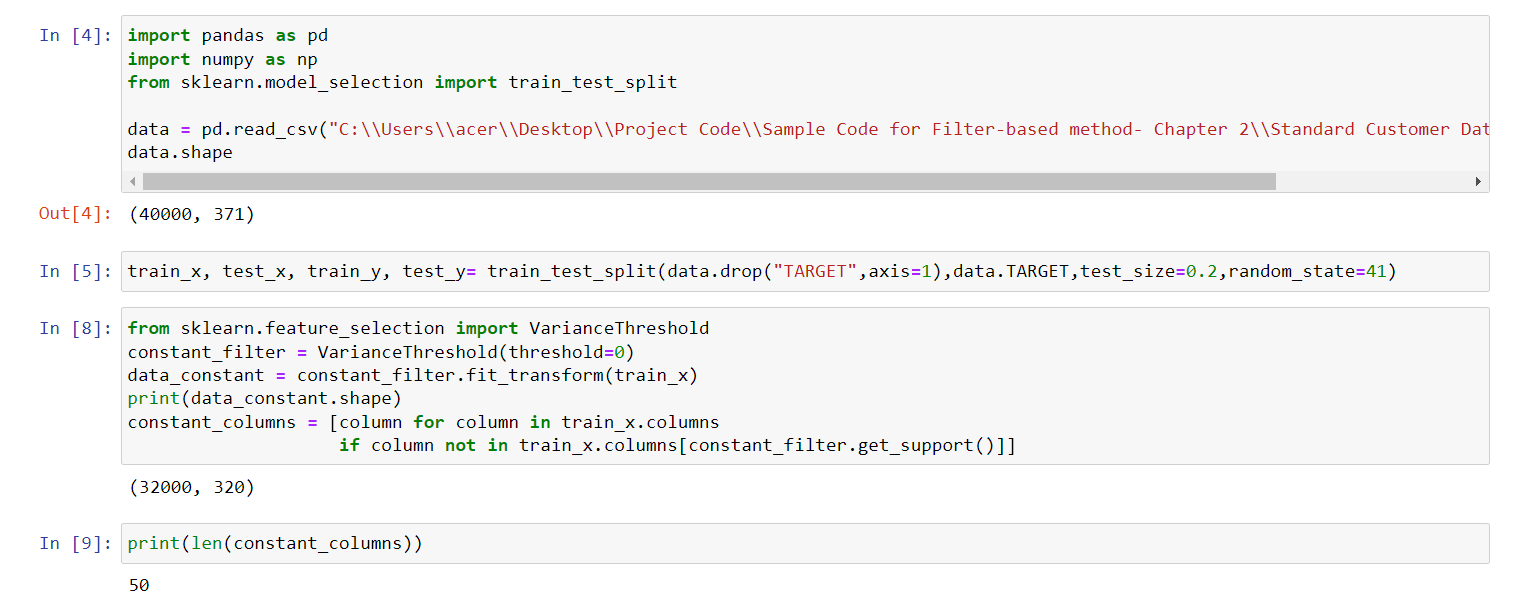 In [4]: import pandas as pd
import numpy as np
from sklearn.model_selection import train_test_split
data = pd.read_csv("C:\\Users\\acer\\Desktop\\Project Code\\Sample Code for Filter-based method- Chapter 2\\Standard Customer Dat
data.shape
Out[4]: (40000, 371)
In [5]: train_x, test_x, train_y, test_y= train_test_split(data.drop("TARGET",axis=1),data.TARGET,test_size=0.2,random_state=41)
In [8]: from sklearn.feature_selection import VarianceThreshold
constant_filter = VarianceThreshold(threshold=0)
data_constant = constant_filter.fit_transform(train_x)
print(data_constant.shape)
constant_columns = [column for column in train_x.columns
if column not in train_x.columns[constant_filter.get_support()]]
(32000, 320)
In [9]: print(len(constant_columns))
50